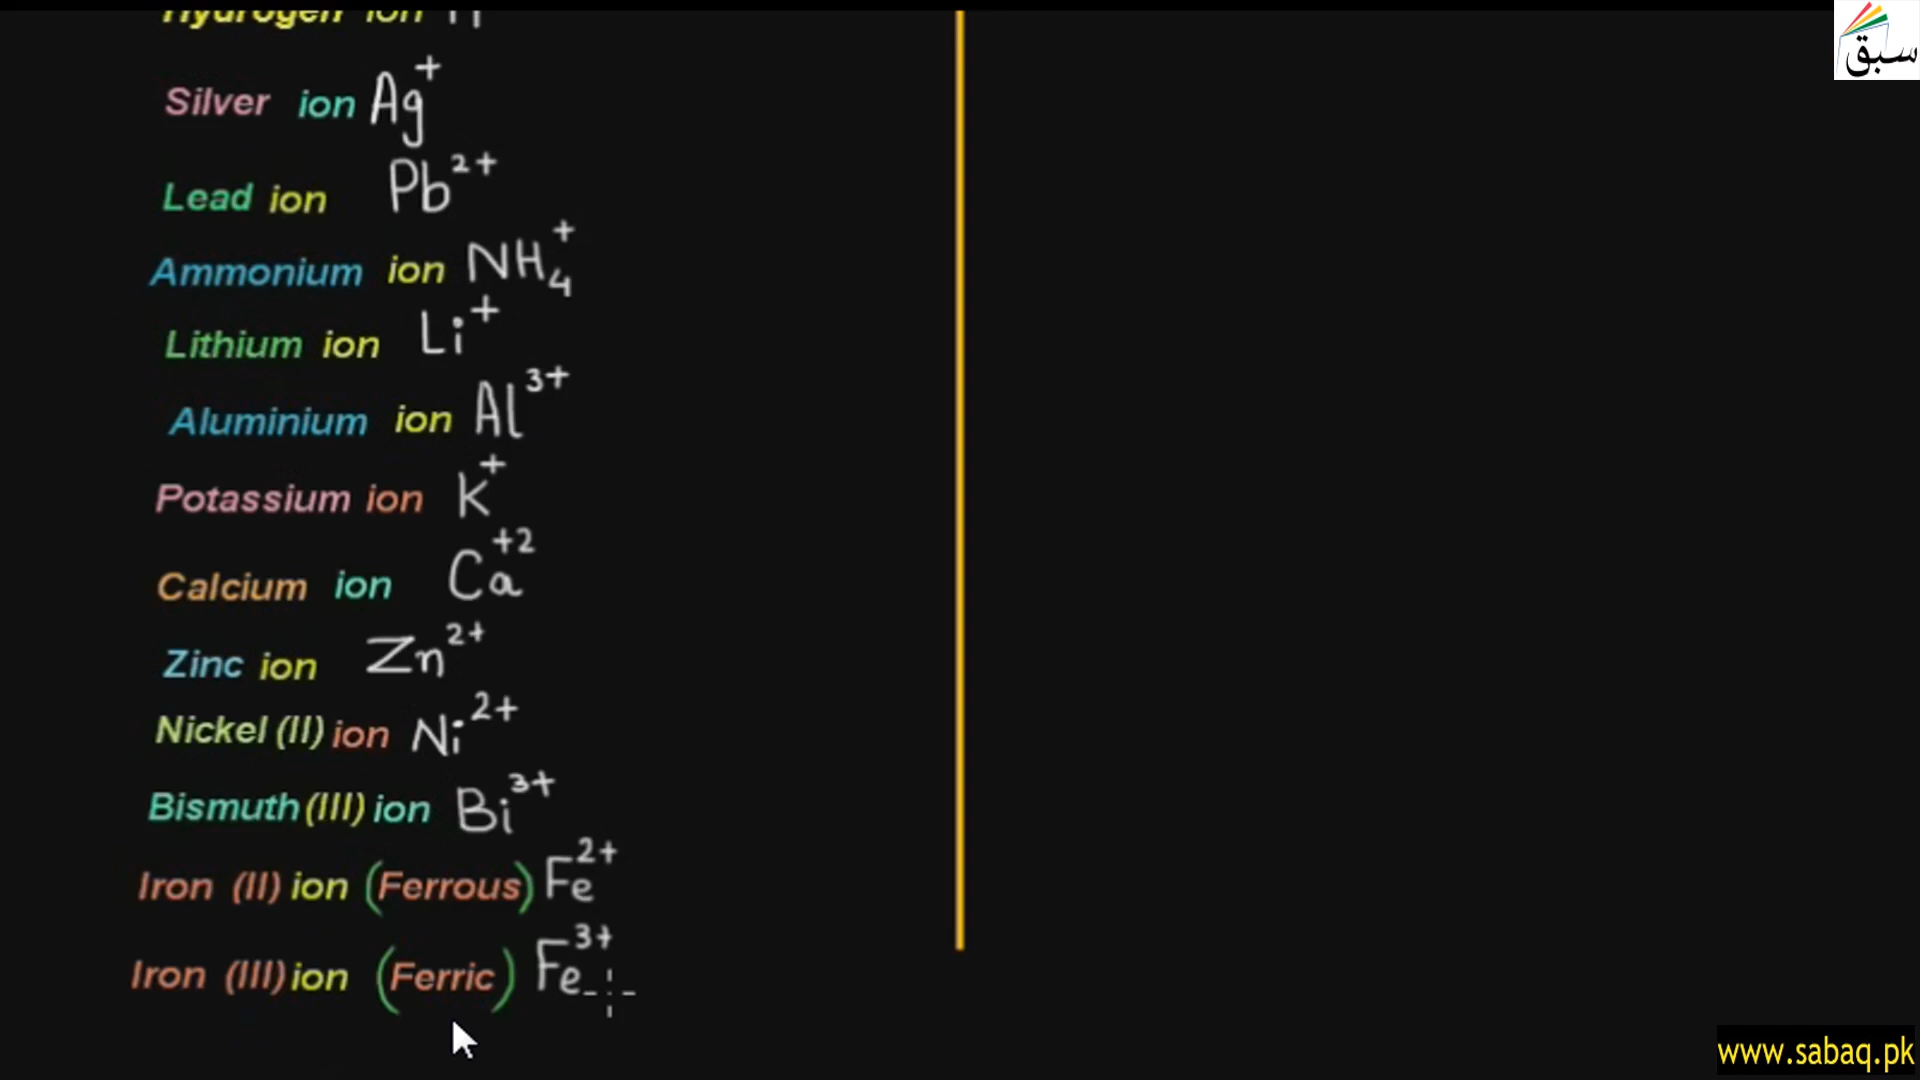 Hydrogen ion H
Silver ion Ag⁺
Lead ion Pb²⁺
Ammonium ion NH₄⁺
Lithium ion Li⁺
Aluminium ion Al³⁺
Potassium ion K⁺
Calcium ion Ca⁺²
Zinc ion Zn²⁺
Nickel (II) ion Ni²⁺
Bismuth (III) ion Bi³⁺
Iron (II) ion (Ferrous) Fe²⁺
Iron (III) ion (Ferric) Fe³⁺
سبق
www.sabaq.pk